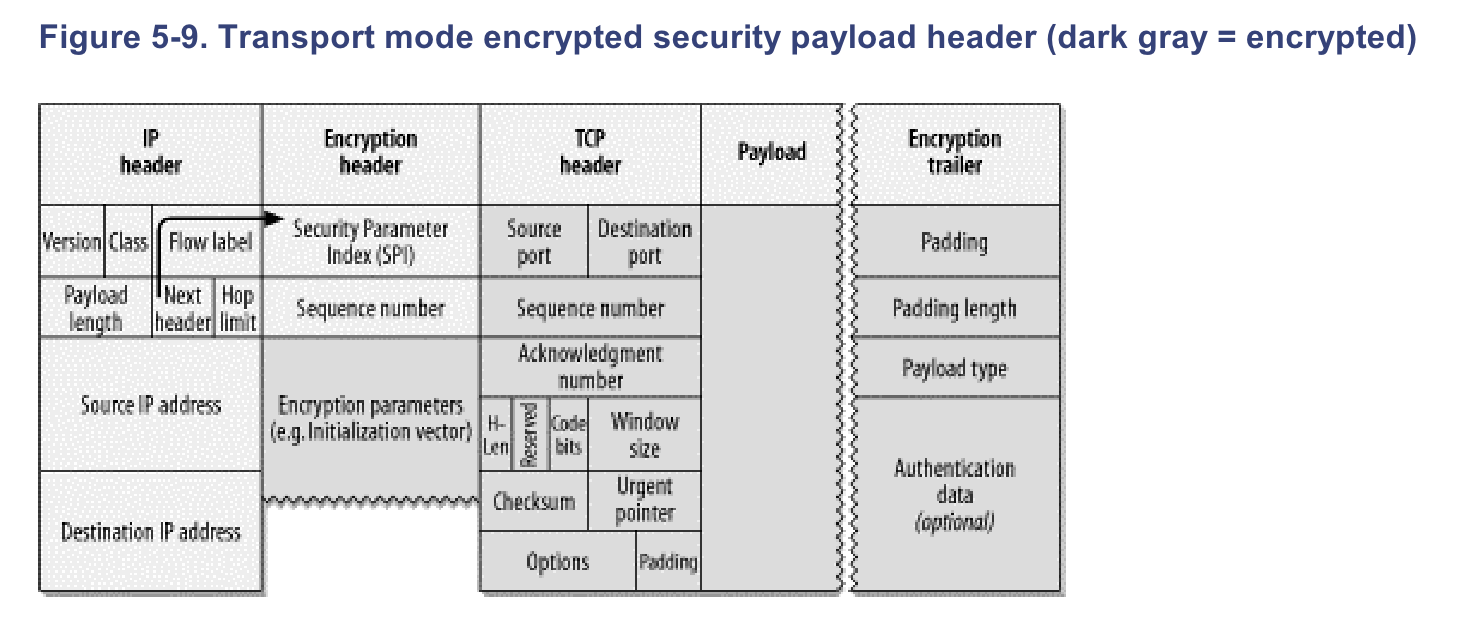 Figure 5-9. Transport mode encrypted security payload header (dark gray = encrypted)
IP
header
Encryption
header
TCP
header
Payload
Encryption
trailer
Version
Class
Flow label
Security Parameter
Index (SPI)
Source
port
Destination
port
Padding
Payload
length
Next
header
Hop
limit
Sequence number
Sequence number
Padding length
Source IP address
Encryption parameters
(e.g. Initialization vector)
Acknowledgment
number
Payload type
H-
Len
Reserved
Code
bits
Window
size
Authentication
data
(optional)
Destination IP address
Checksum
Urgent
pointer
Options
Padding